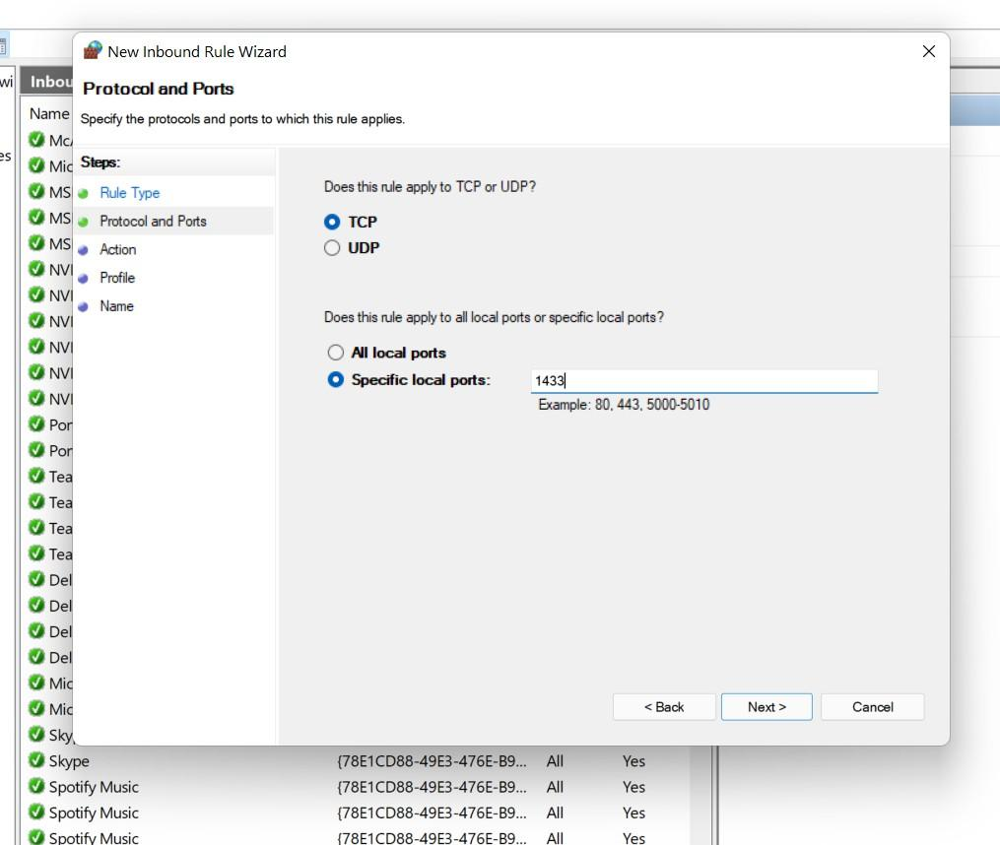 New Inbound Rule Wizard
Protocol and Ports
Specify the protocols and ports to which this rule applies.
Steps:
Rule Type
Protocol and Ports
Action
Profile
Name
Does this rule apply to TCP or UDP?
TCP
UDP
Does this rule apply to all local ports or specific local ports?
All local ports
Specific local ports: 1433
Example: 80, 443, 5000-5010
< Back Next > Cancel
wi
es
Inbou
Name
McA
Mic
MS
MS
MS
NVI
NVI
NVI
NVI
NVI
NVI
Por
Por
Tea
Tea
Tea
Tea
Del
Del
Del
Del
Mic
Mic
Sky
Skype {78E1CD88-49E3-476E-B9... All Yes
Spotify Music {78E1CD88-49E3-476E-B9... All Yes
Spotify Music {78E1CD88-49E3-476E-B9... All Yes
Spotify Music {78E1CD88-49E3-476E-B9... All Yes